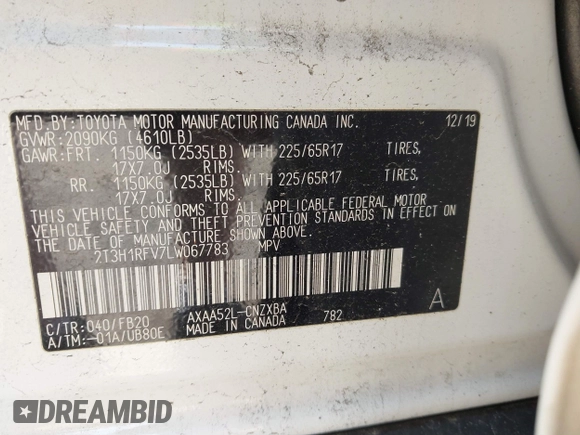 MFD.BY:TOYOTA MOTOR MANUFACTURING CANADA INC. 12/19
GVWR:2090KG (4610LB)
GAWR:FRT. 1150KG (2535LB) WITH 225/65R17 TIRES,
17X7.0J RIMS.
RR. 1150KG (2535LB) WITH 225/65R17 TIRES,
17X7.0J RIMS.
THIS VEHICLE CONFORMS TO ALL APPLICABLE FEDERAL MOTOR
VEHICLE SAFETY AND THEFT PREVENTION STANDARDS IN EFFECT ON
THE DATE OF MANUFACTURE SHOWN ABOVE.
2T3H1RFV7LW067783 MPV
C/TR:040/FB20 AXAA52L-CNZXBA 782 A
A/TM:-01A/UB80E MADE IN CANADA
DREAMBID